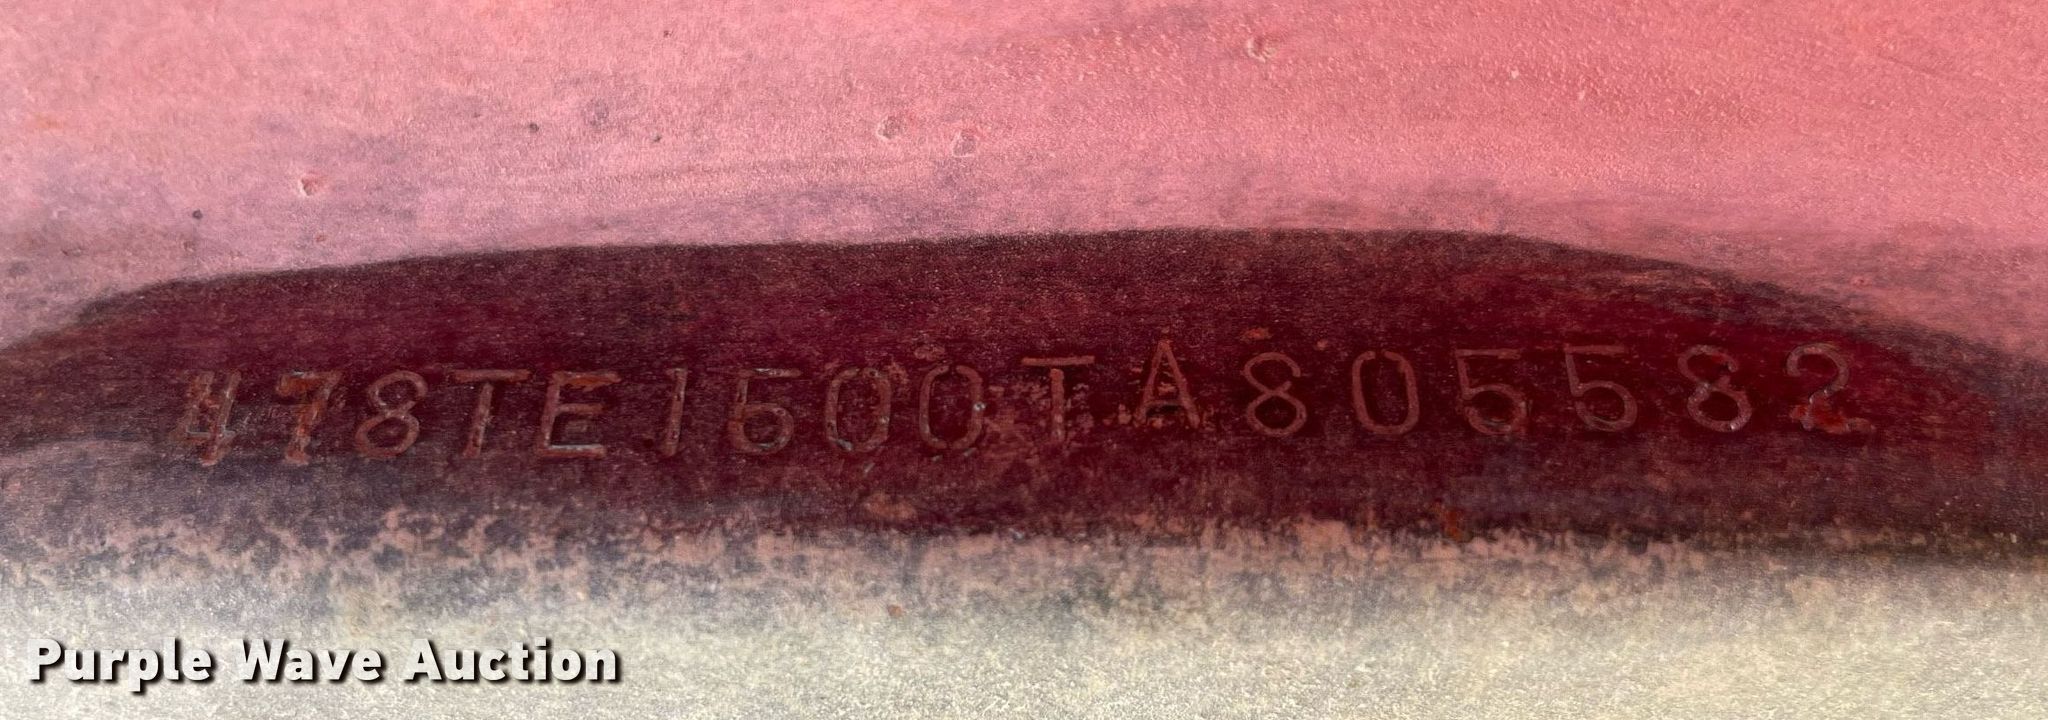 478TE1600TA805582
Purple Wave Auction